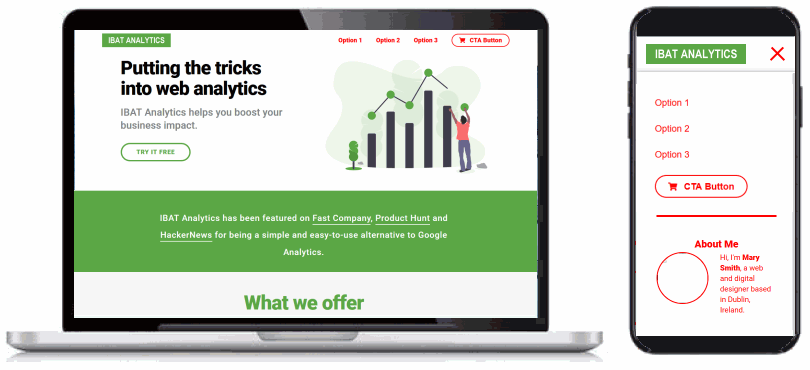 IBAT ANALYTICS
Option 1 Option 2 Option 3 CTA Button
Putting the tricks
into web analytics
IBAT Analytics helps you boost your
business impact.
TRY IT FREE
IBAT Analytics has been featured on Fast Company, Product Hunt and
HackerNews for being a simple and easy-to-use alternative to Google
Analytics.
What we offer
IBAT ANALYTICS
Option 1
Option 2
Option 3
CTA Button
About Me
Hi, I'm Mary
Smith, a web
and digital
designer based
in Dublin,
Ireland.